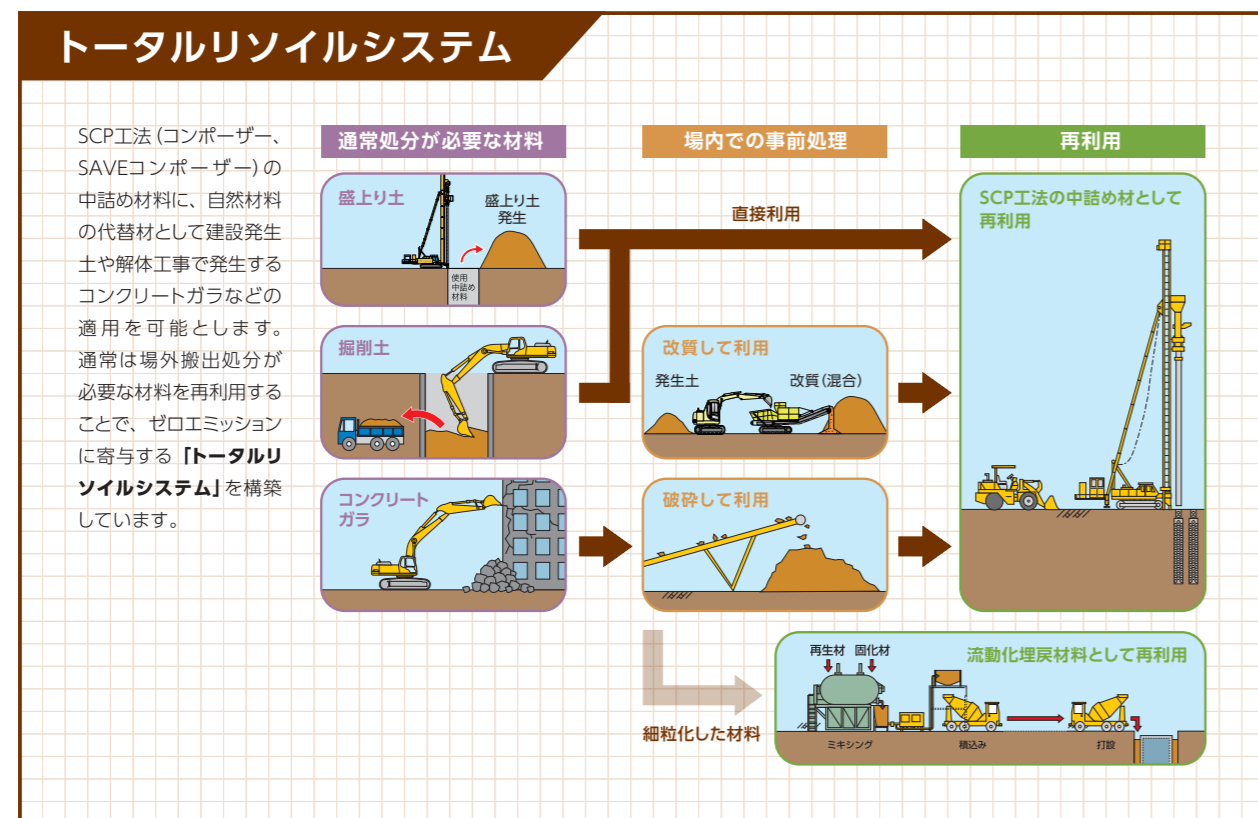 トータルリソイルシステム
SCP工法(コンポーザー、
SAVEコンポーザー)の
中詰め材料に、自然材料
の代替材として建設発生
土や解体工事で発生する
コンクリートガラなどの
適用を可能とします。
通常は場外搬出処分が
必要な材料を再利用する
ことで、ゼロエミッション
に寄与する「トータルリ
ソイルシステム」を構築
しています。
通常処分が必要な材料
盛上り土
盛上り土
発生
使用
中詰め
材料
掘削土
コンクリート
ガラ
場内での事前処理
直接利用
改質して利用
発生土
改質(混合)
破砕して利用
細粒化した材料
再利用
SCP工法の中詰め材として
再利用
流動化埋戻材料として再利用
再生材 固化材
ミキシング
積込み
打設